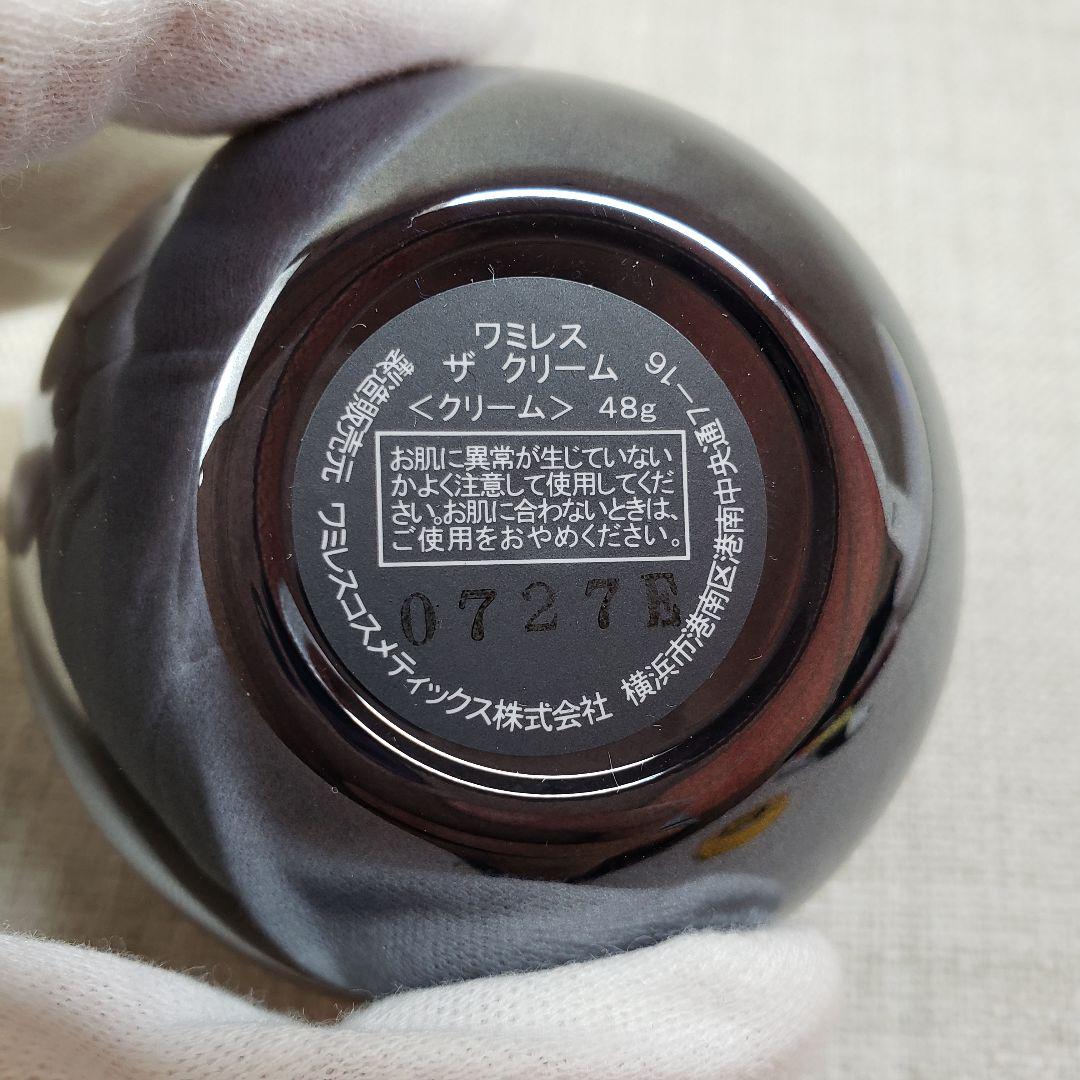 ワミレス
ザ クリーム
<クリーム> 48g
お肌に異常が生じていない
かよく注意して使用してくだ
さい。お肌に合わないときは、
ご使用をおやめください。
0727E
製造販売元 ワミレスコスメティックス株式会社 横浜市港南区港南中央通7-16